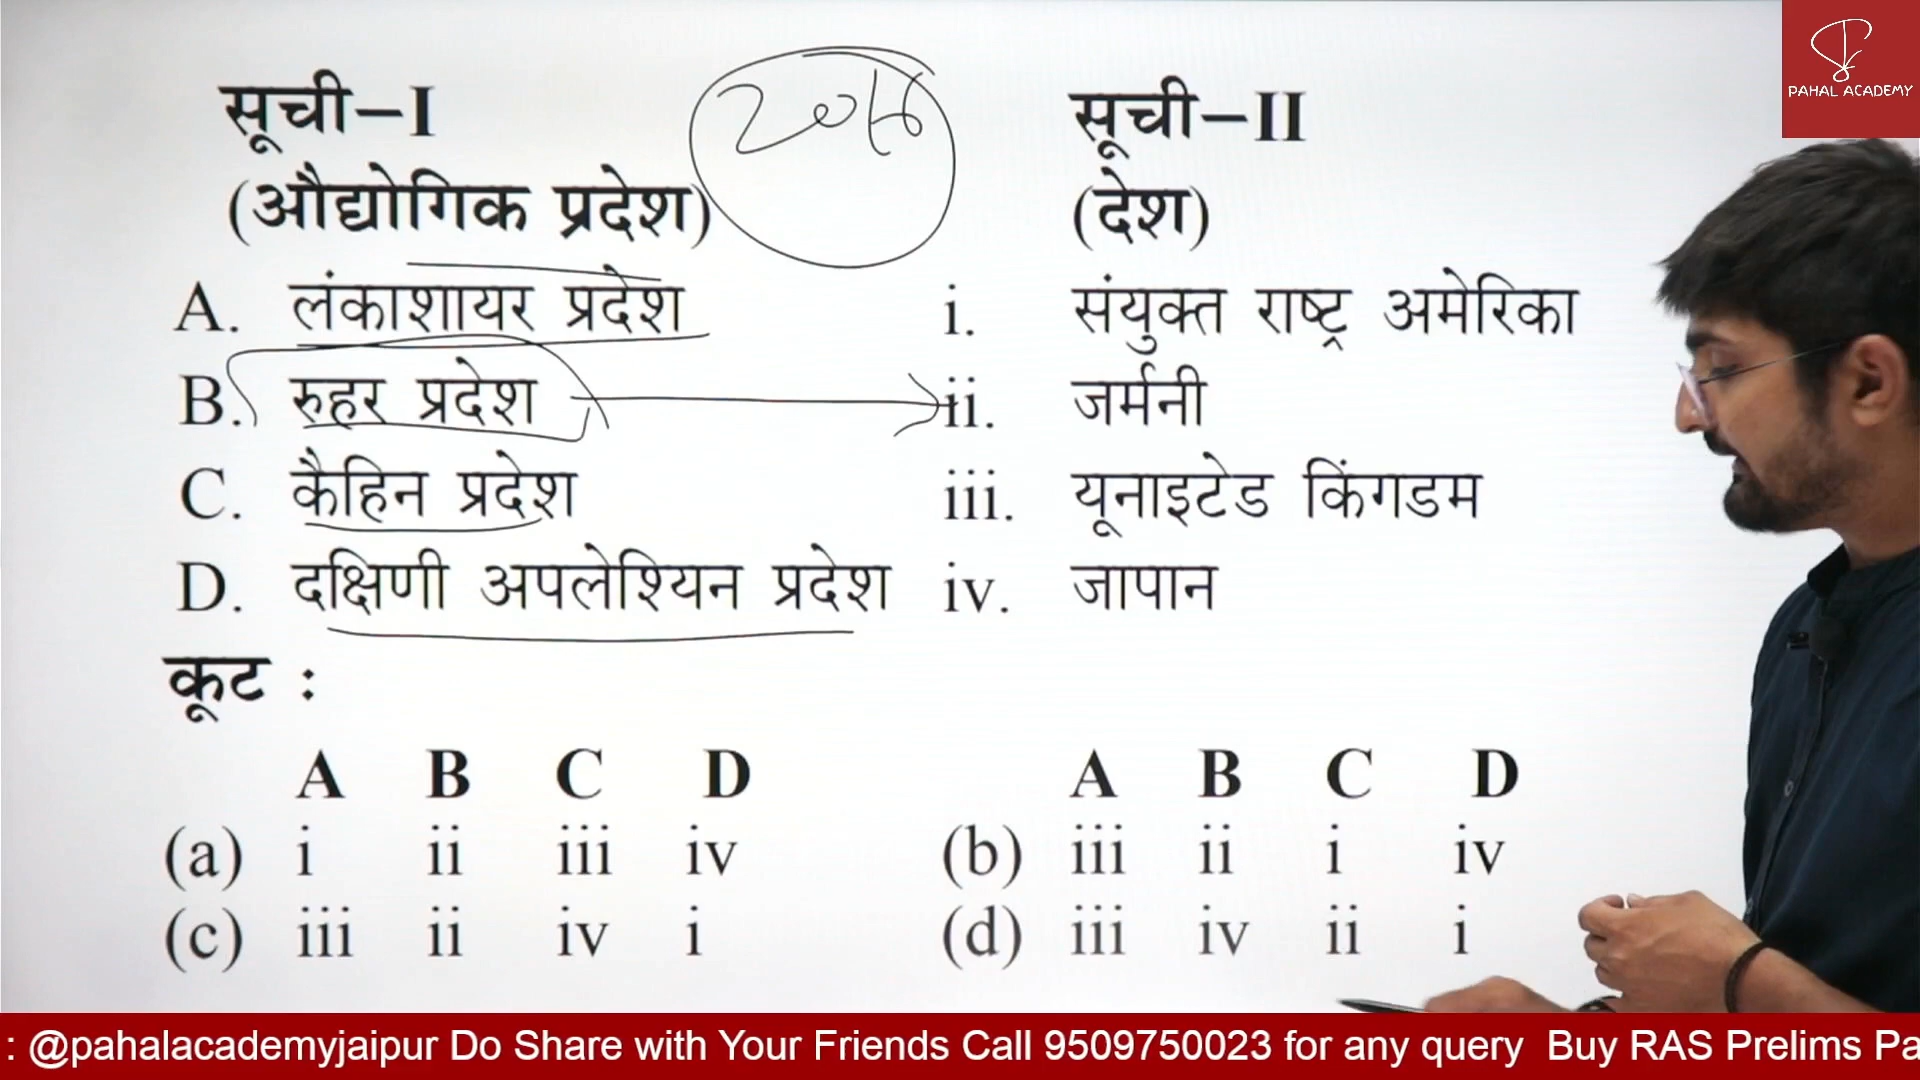 सूची–I 2016 सूची–II
(औद्योगिक प्रदेश) (देश)
PAHAL ACADEMY
A. लंकाशायर प्रदेश i. संयुक्त राष्ट्र अमेरिका
B. रुहर प्रदेश ii. जर्मनी
C. कैहिन प्रदेश iii. यूनाइटेड किंगडम
D. दक्षिणी अपलेश्यिन प्रदेश iv. जापान
कूट :
A B C D A B C D
(a) i ii iii iv (b) iii ii i iv
(c) iii ii iv i (d) iii iv ii i
: @pahalacademyjaipur Do Share with Your Friends Call 9509750023 for any query Buy RAS Prelims Pa